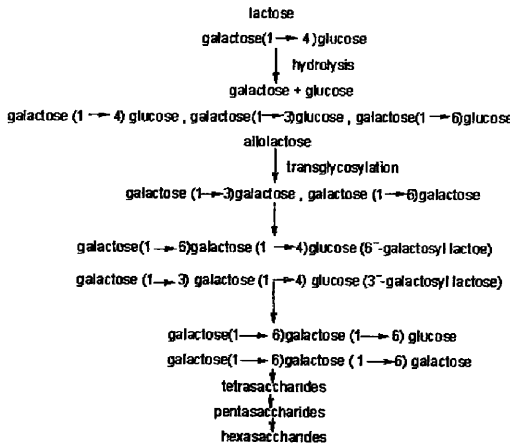 lactose
galactose(1→4)glucose
hydrolysis
galactose + glucose
galactose (1→4) glucose , galactose(1→3)glucose , galactose(1→6)glucose
allolactose
transglycosylation
galactose (1→3)galactose , galactose (1→6)galactose
galactose(1→6)galactose (1→4)glucose (6⁻-galactosyl lactoe)
galactose (1→3) galactose (1→4) glucose (3⁻-galactosyl lactose)
galactose(1→6)galactose (1→6) glucose
galactose(1→6)galactose (1→6) galactose
tetrasaccharides
pentasaccharides
hexasaccharides